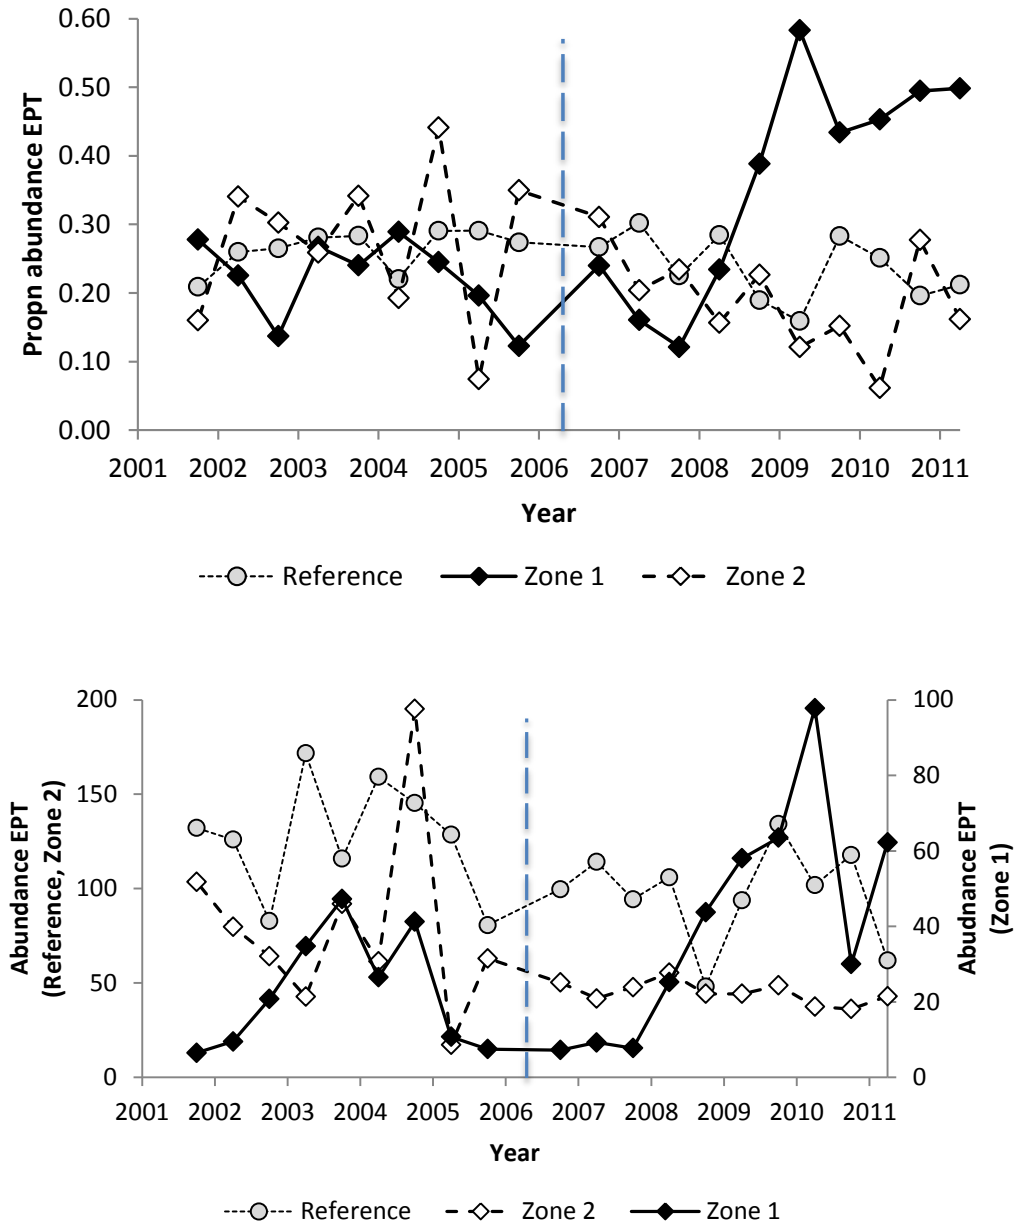 0.60
0.50
0.40
0.30
0.20
0.10
0.00
Propn abundance EPT
2001 2002 2003 2004 2005 2006 2007 2008 2009 2010 2011
Year
Reference Zone 1 Zone 2
200
150
100
50
0
Abundance EPT
(Reference, Zone 2)
100
80
60
40
20
0
Abudnance EPT
(Zone 1)
2001 2002 2003 2004 2005 2006 2007 2008 2009 2010 2011
Year
Reference Zone 2 Zone 1